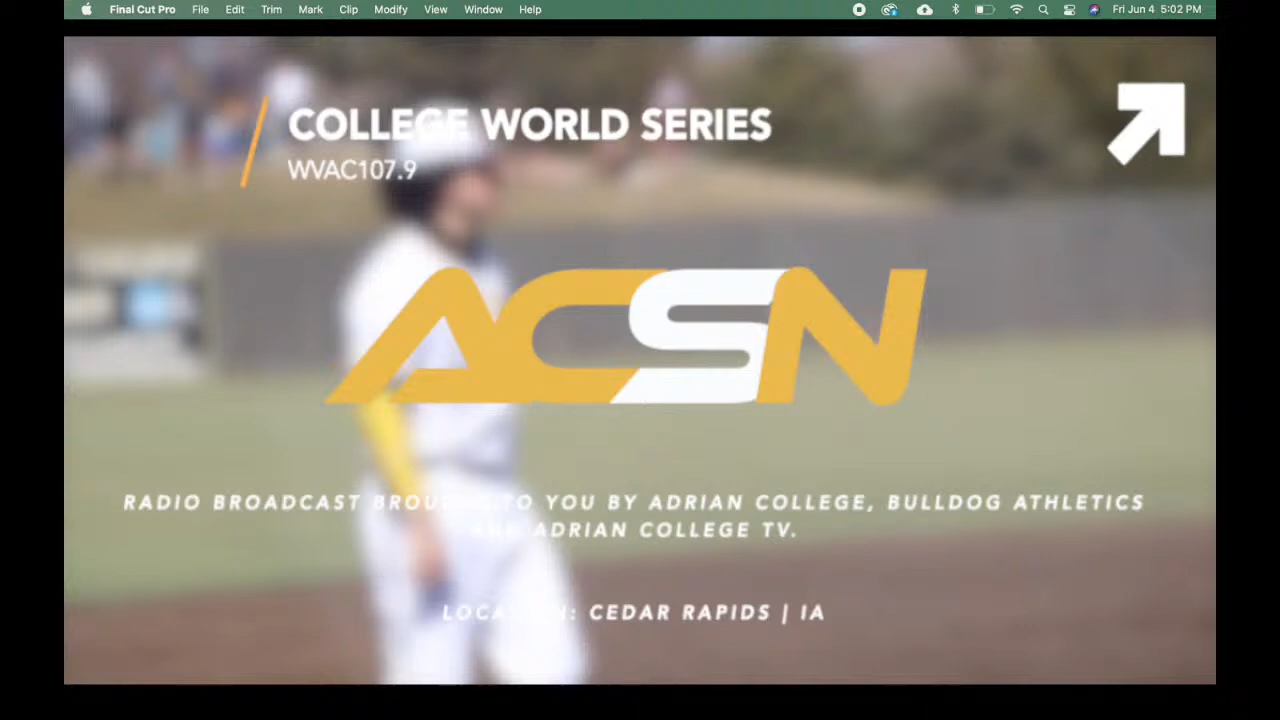 Final Cut Pro File Edit Trim Mark Clip Modify View Window Help Fri Jun 4 5:02 PM
COLLEGE WORLD SERIES
WVAC107.9
ACSN
RADIO BROADCAST BROUGHT TO YOU BY ADRIAN COLLEGE, BULLDOG ATHLETICS
AND ADRIAN COLLEGE TV.
LOCATION: CEDAR RAPIDS | IA